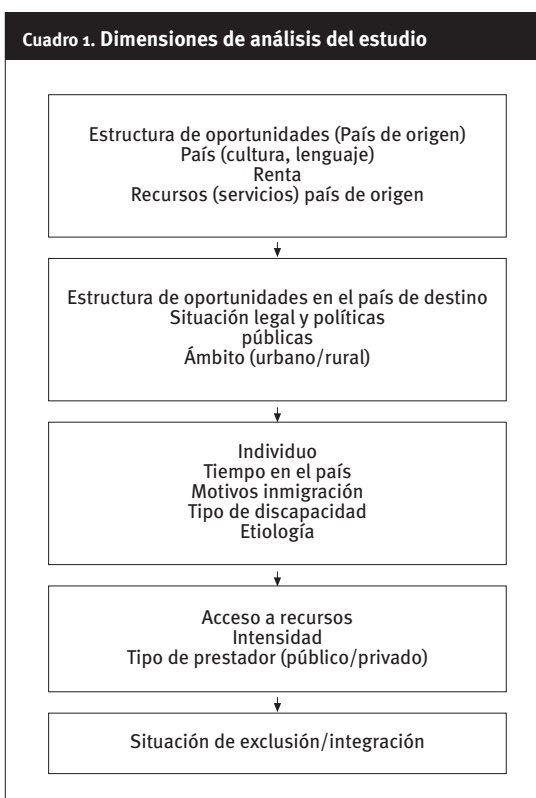 Cuadro 1. Dimensiones de análisis del estudio
Estructura de oportunidades (País de origen)
País (cultura, lenguaje)
Renta
Recursos (servicios) país de origen
Estructura de oportunidades en el país de destino
Situación legal y políticas
públicas
Ámbito (urbano/rural)
Individuo
Tiempo en el país
Motivos inmigración
Tipo de discapacidad
Etiología
Acceso a recursos
Intensidad
Tipo de prestador (público/privado)
Situación de exclusión/integración